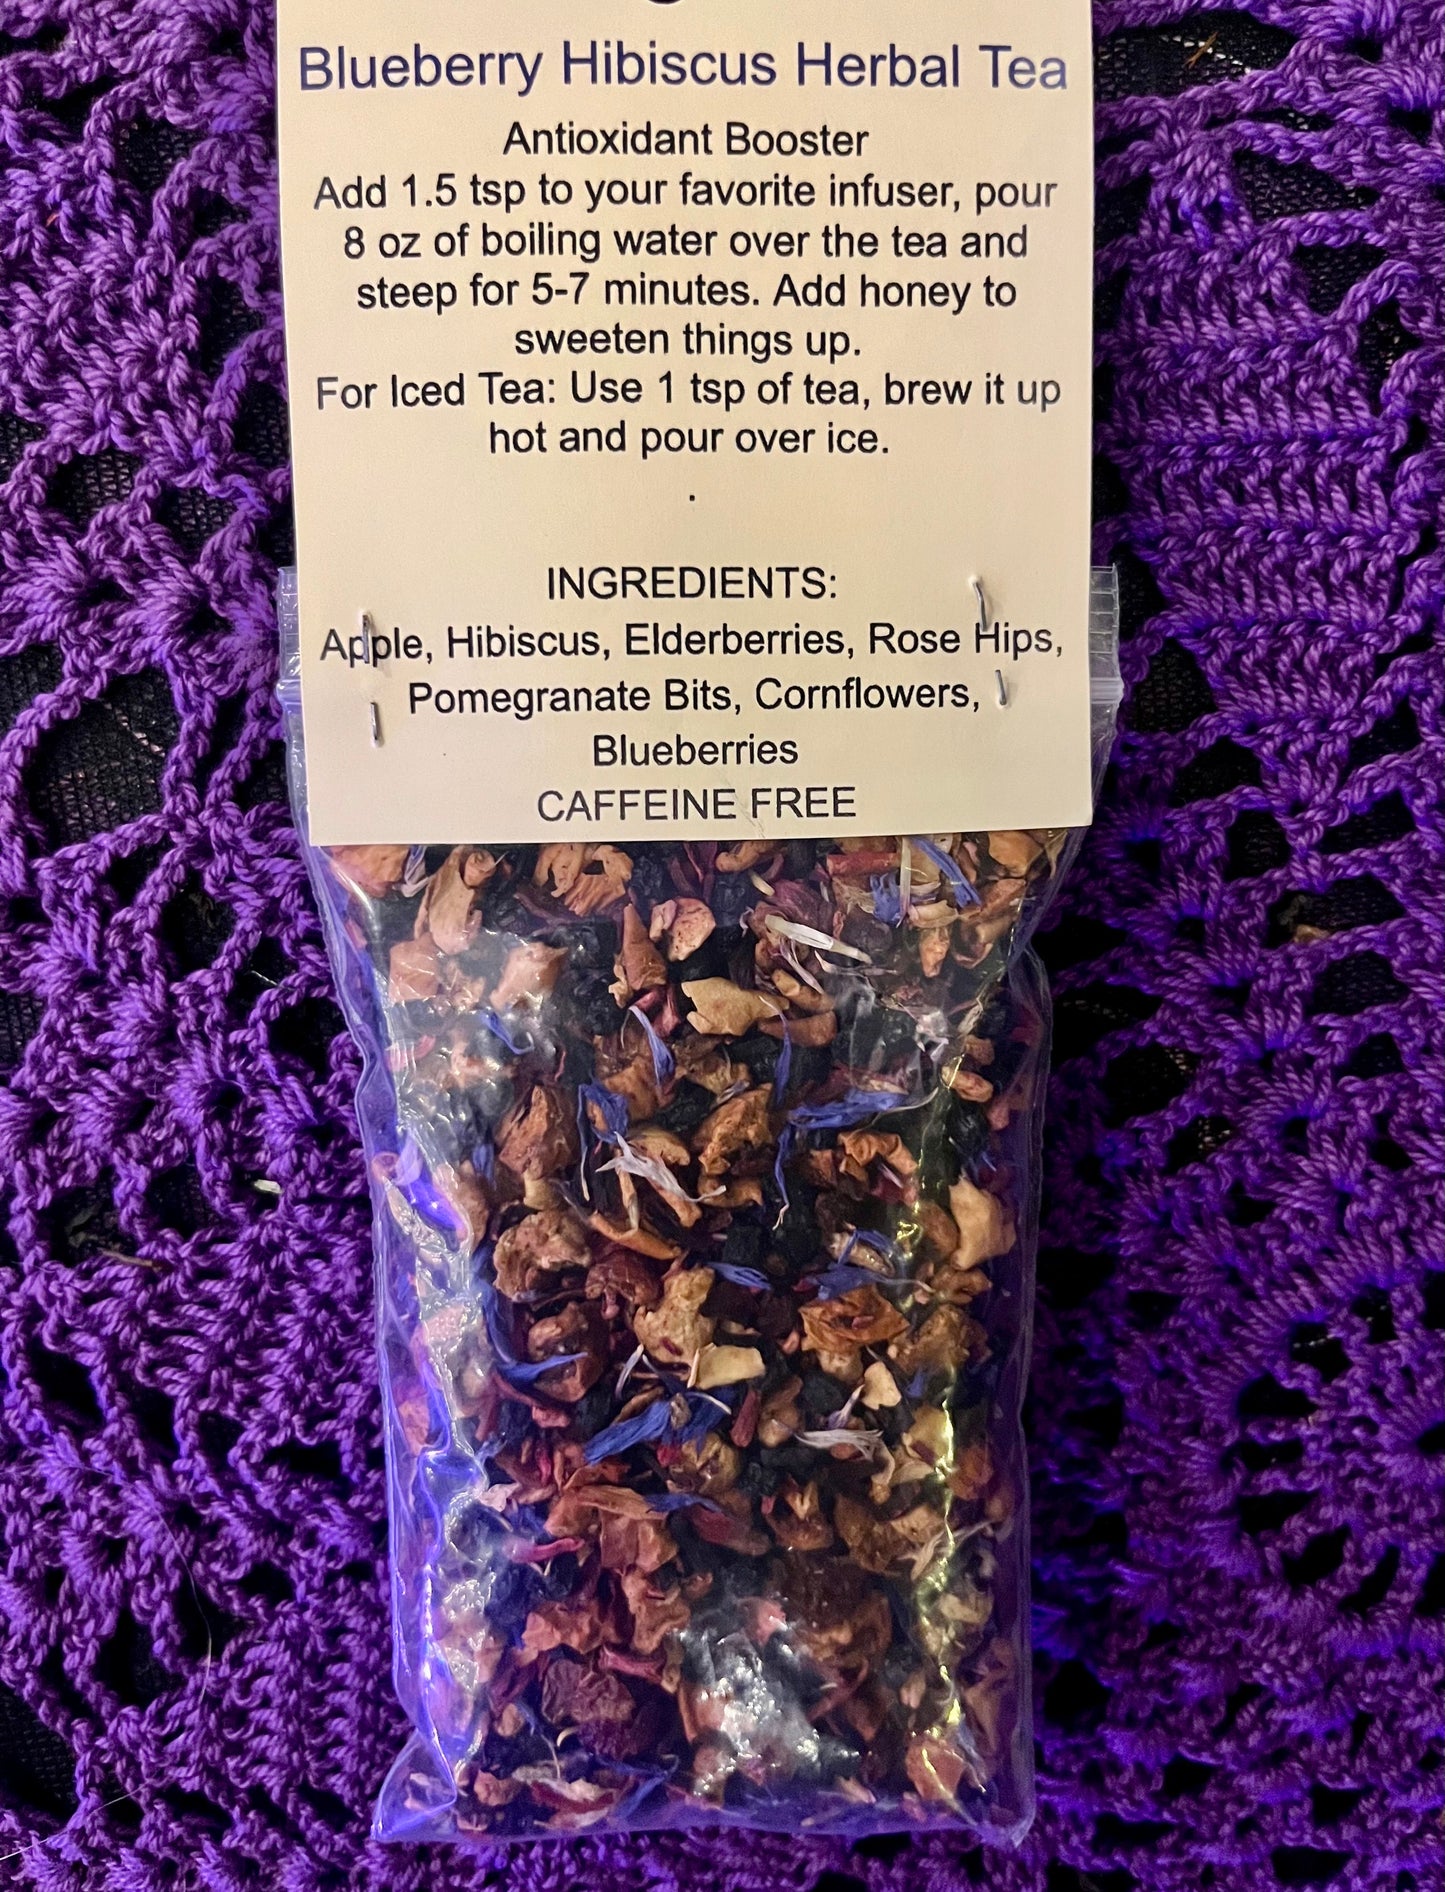 Blueberry Hibiscus Herbal Tea
Antioxidant Booster
Add 1.5 tsp to your favorite infuser, pour
8 oz of boiling water over the tea and
steep for 5-7 minutes. Add honey to
sweeten things up.
For Iced Tea: Use 1 tsp of tea, brew it up
hot and pour over ice.
.
INGREDIENTS:
Apple, Hibiscus, Elderberries, Rose Hips,
Pomegranate Bits, Cornflowers,
Blueberries
CAFFEINE FREE